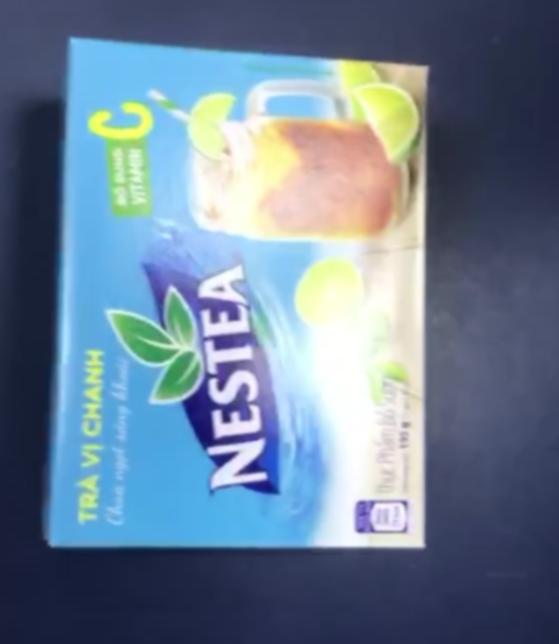 TRÀ VỊ CHANH
Chua ngọt sảng khoái
NESTEA
BỔ SUNG
VITAMIN
C
Thực Phẩm Bổ Sung